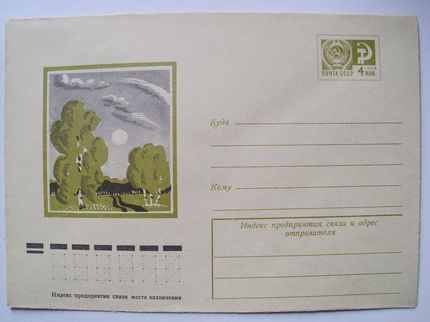 ПОЧТА СССР
4 КОП.
Куда
Кому
Индекс предприятия связи и адрес
отправителя
Индекс предприятия связи места назначения